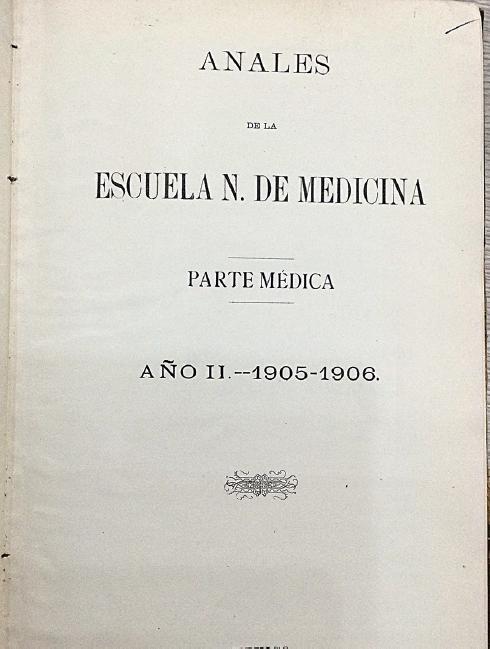 ANALES
DE LA
ESCUELA N. DE MEDICINA
PARTE MÉDICA
AÑO II.--1905-1906.